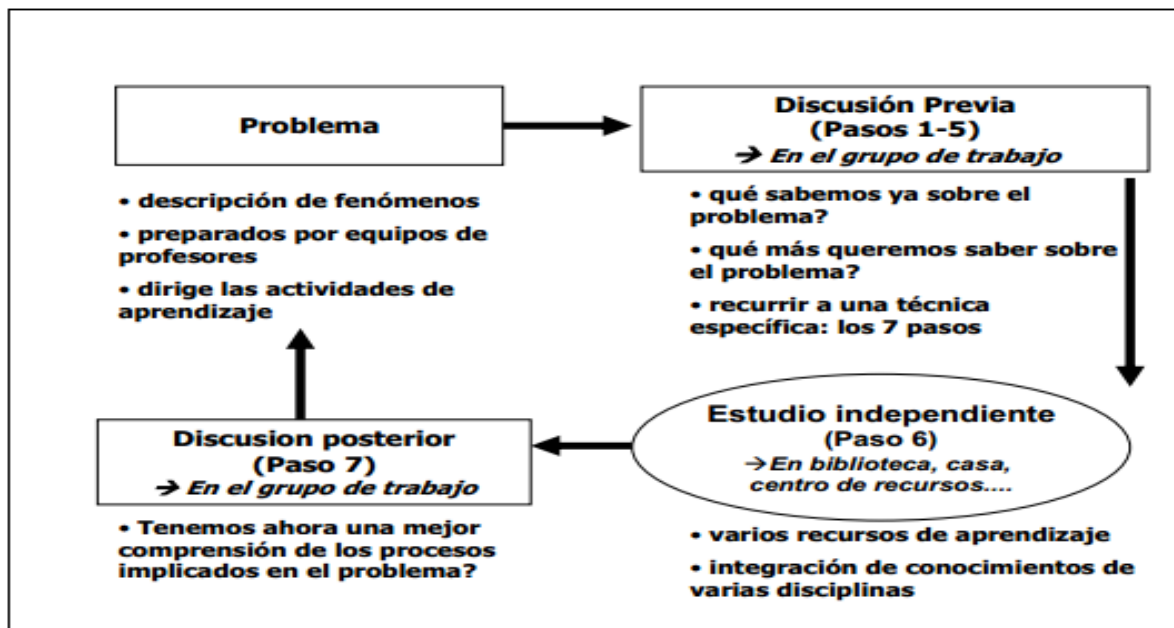 Problema
• descripción de fenómenos
• preparados por equipos de
profesores
• dirige las actividades de
aprendizaje
Discusión Previa
(Pasos 1-5)
→ En el grupo de trabajo
• qué sabemos ya sobre el
problema?
• qué más queremos saber sobre
el problema?
• recurrir a una técnica
específica: los 7 pasos
Estudio independiente
(Paso 6)
→En biblioteca, casa,
centro de recursos....
• varios recursos de aprendizaje
• integración de conocimientos de
varias disciplinas
Discusion posterior
(Paso 7)
→ En el grupo de trabajo
• Tenemos ahora una mejor
comprensión de los procesos
implicados en el problema?